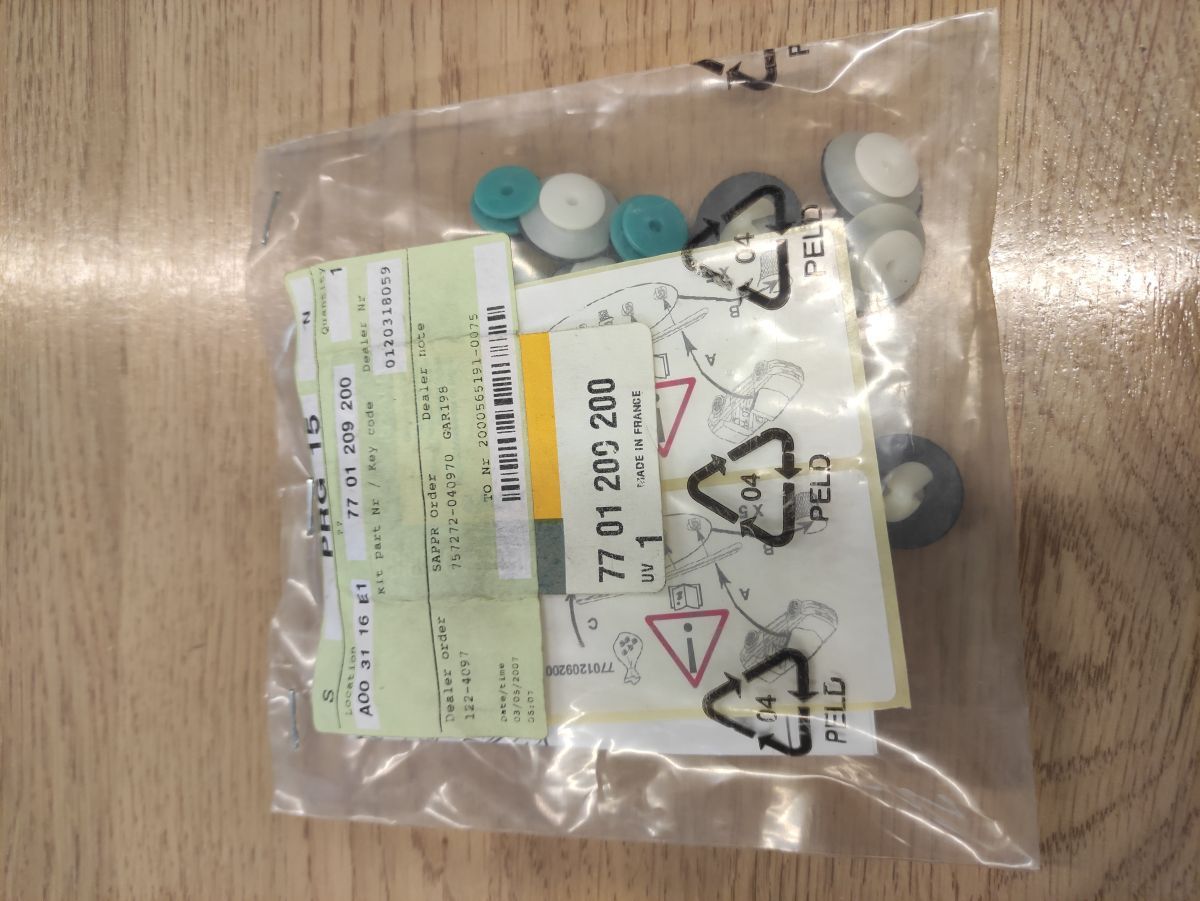 S PRG 15 N
Location ?? Quantity
A00 31 16 E1 77 01 209 200 1
Kit part Nr / Key code Dealer Nr
0120318059
Dealer order SAPPR Order Dealer note
122-4097 757272-040970 GAR198
Date/time TO Nr 2000565191-0075
03/05/2007
05:07
77 01 209 200
UV 1 MADE IN FRANCE
7701209200
C
A
B
A
B
04
PELD
04
PELD
04
PELD